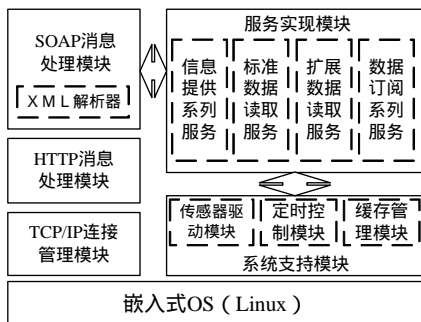 SOAP消息
处理模块
ＸＭＬ解析器
HTTP消息
处理模块
TCP/IP连接
管理模块
服务实现模块
信息
提供
系列
服务
标准
数据
读取
服务
扩展
数据
读取
服务
数据
订阅
系列
服务
传感器驱
动模块
定时控
制模块
缓存管
理模块
系统支持模块
嵌入式OS（Linux）